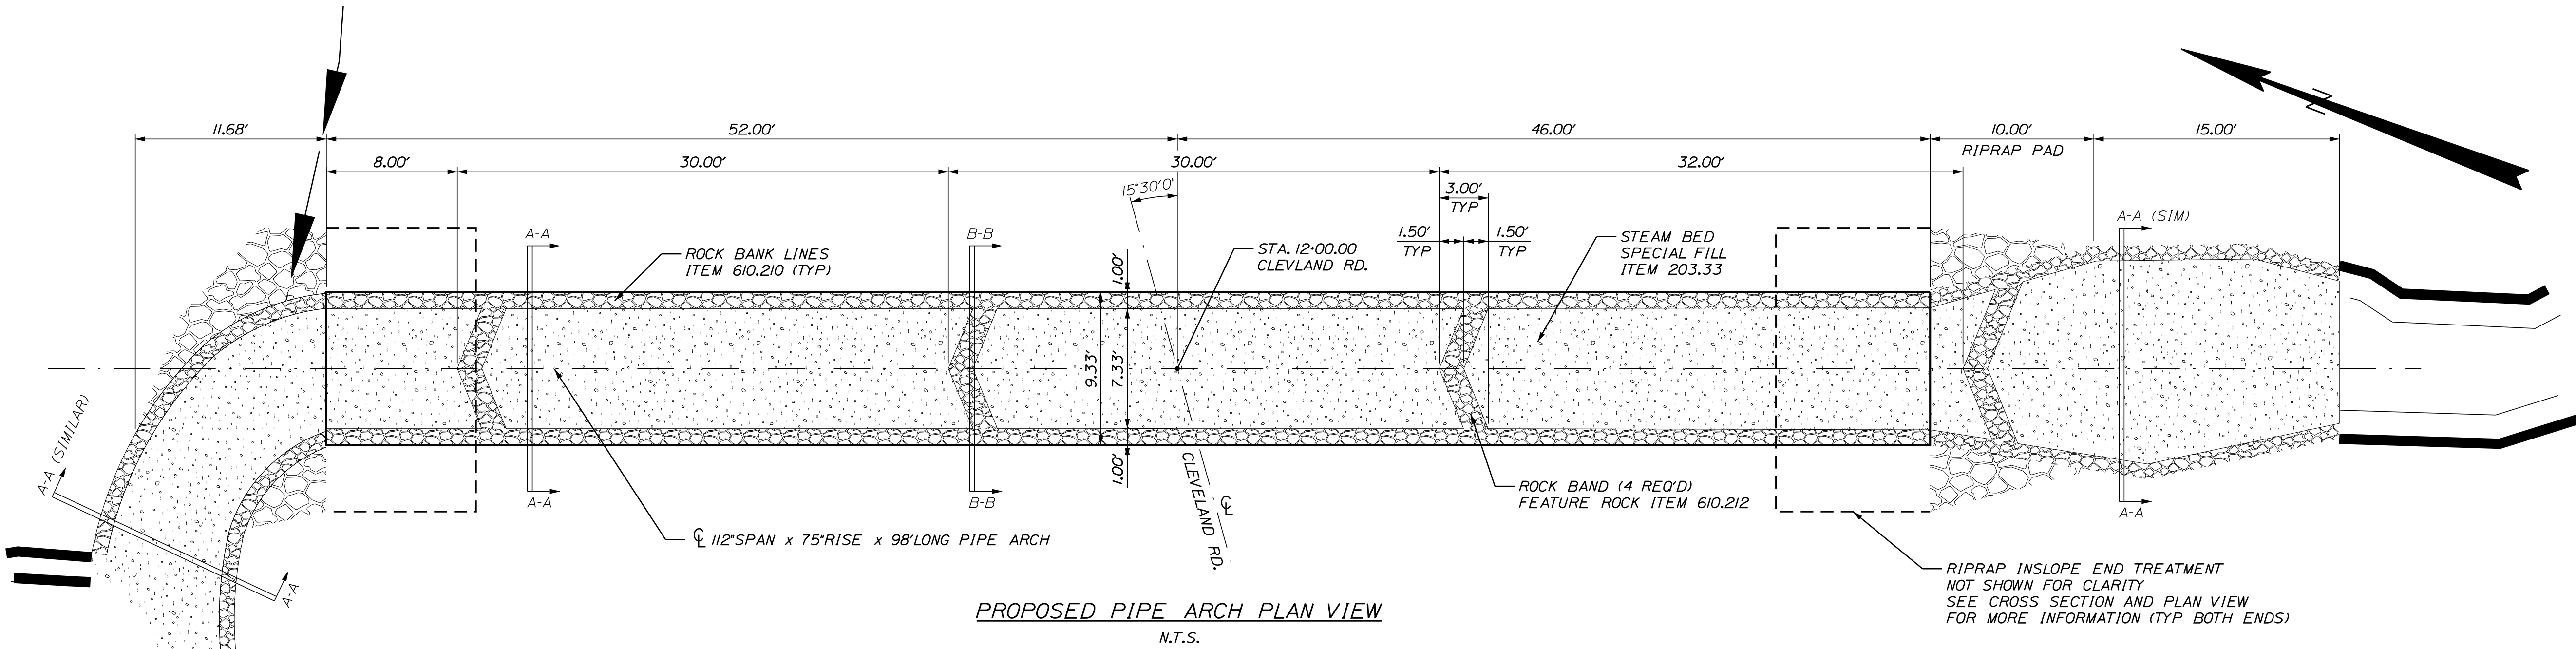 N
11.68'
52.00'
46.00'
10.00'
15.00'
RIPRAP PAD
8.00'
30.00'
30.00'
32.00'
15°30'0"
3.00'
TYP
1.50'
TYP
1.50'
TYP
A-A
B-B
A-A (SIM)
ROCK BANK LINES
ITEM 610.210 (TYP)
STA. 12+00.00
CLEVLAND RD.
STEAM BED
SPECIAL FILL
ITEM 203.33
1.00'
9.33'
7.33'
1.00'
A-A (SIMILAR)
A-A
A-A
B-B
A-A
CLEVELAND RD.
℄
ROCK BAND (4 REQ'D)
FEATURE ROCK ITEM 610.212
℄ 112"SPAN x 75"RISE x 98'LONG PIPE ARCH
RIPRAP INSLOPE END TREATMENT
NOT SHOWN FOR CLARITY
SEE CROSS SECTION AND PLAN VIEW
FOR MORE INFORMATION (TYP BOTH ENDS)
PROPOSED PIPE ARCH PLAN VIEW
N.T.S.